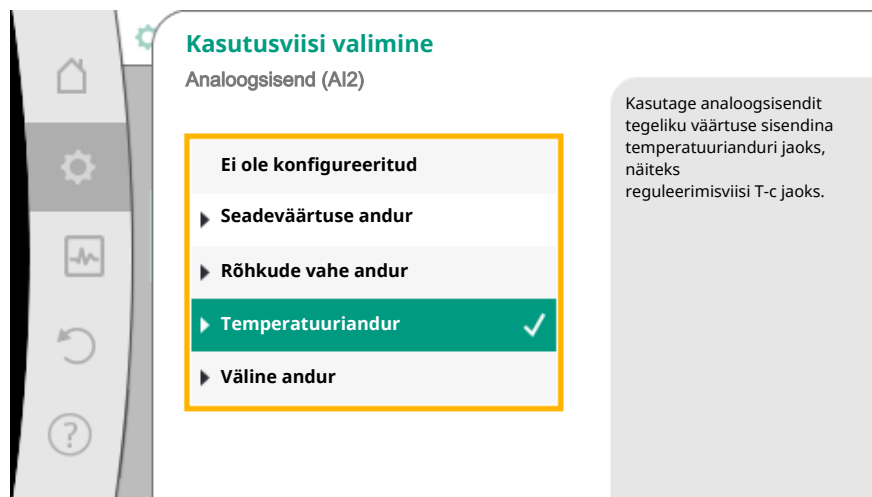 Kasutusviisi valimine
Analoogsisend (AI2)
Ei ole konfigureeritud
Seadeväärtuse andur
Rõhkude vahe andur
Temperatuuriandur
Väline andur
Kasutage analoogsisendit
tegeliku väärtuse sisendina
temperatuurianduri jaoks,
näiteks
reguleerimisviisi T-c jaoks.
?